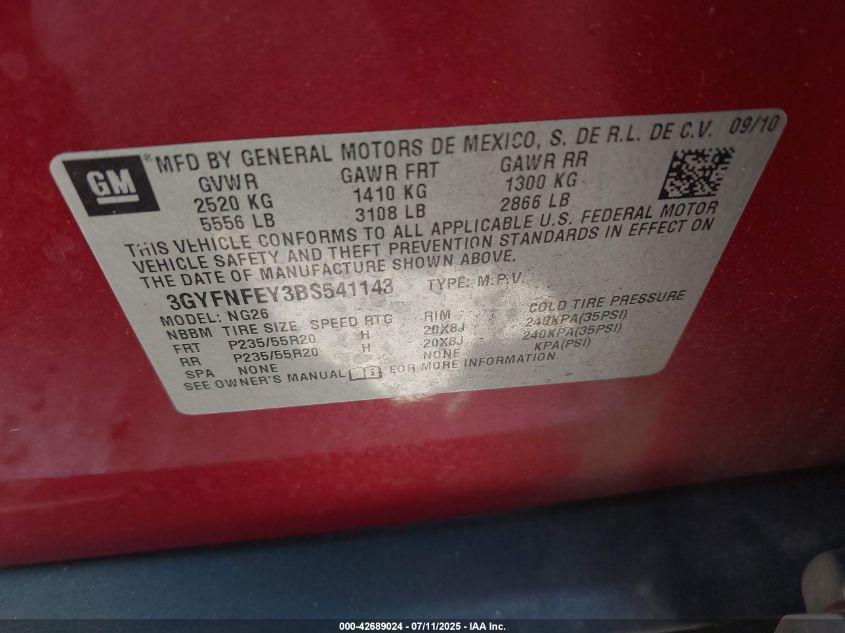 GM ® MFD BY GENERAL MOTORS DE MEXICO, S. DE R.L. DE C.V. 09/10
GVWR GAWR FRT GAWR RR
2520 KG 1410 KG 1300 KG
5556 LB 3108 LB 2866 LB
THIS VEHICLE CONFORMS TO ALL APPLICABLE U.S. FEDERAL MOTOR
VEHICLE SAFETY AND THEFT PREVENTION STANDARDS IN EFFECT ON
THE DATE OF MANUFACTURE SHOWN ABOVE.
3GYFNFEY3BS541143 TYPE: M.P.V.
MODEL: NG26
NBBM TIRE SIZE SPEED RTG RIM COLD TIRE PRESSURE
FRT P235/55R20 H 20X8J 240KPA(35PSI)
RR P235/55R20 H 20X8J 240KPA(35PSI)
SPA NONE NONE KPA(PSI)
SEE OWNER'S MANUAL FOR MORE INFORMATION.
000-42689024 - 07/11/2025 - IAA Inc.